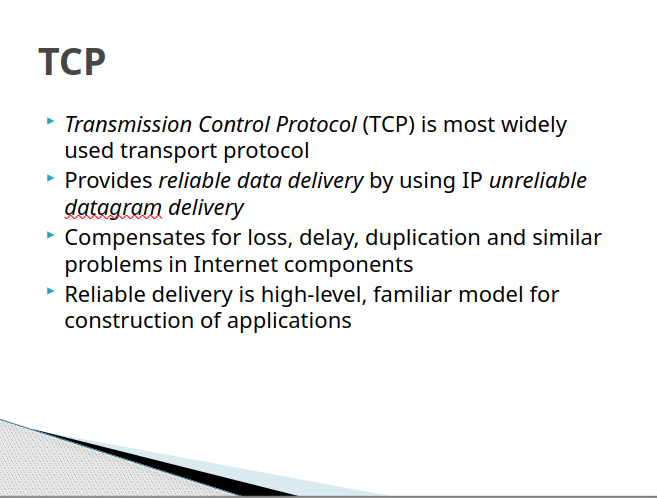 TCP
Transmission Control Protocol (TCP) is most widely
used transport protocol
Provides reliable data delivery by using IP unreliable
datagram delivery
Compensates for loss, delay, duplication and similar
problems in Internet components
Reliable delivery is high-level, familiar model for
construction of applications